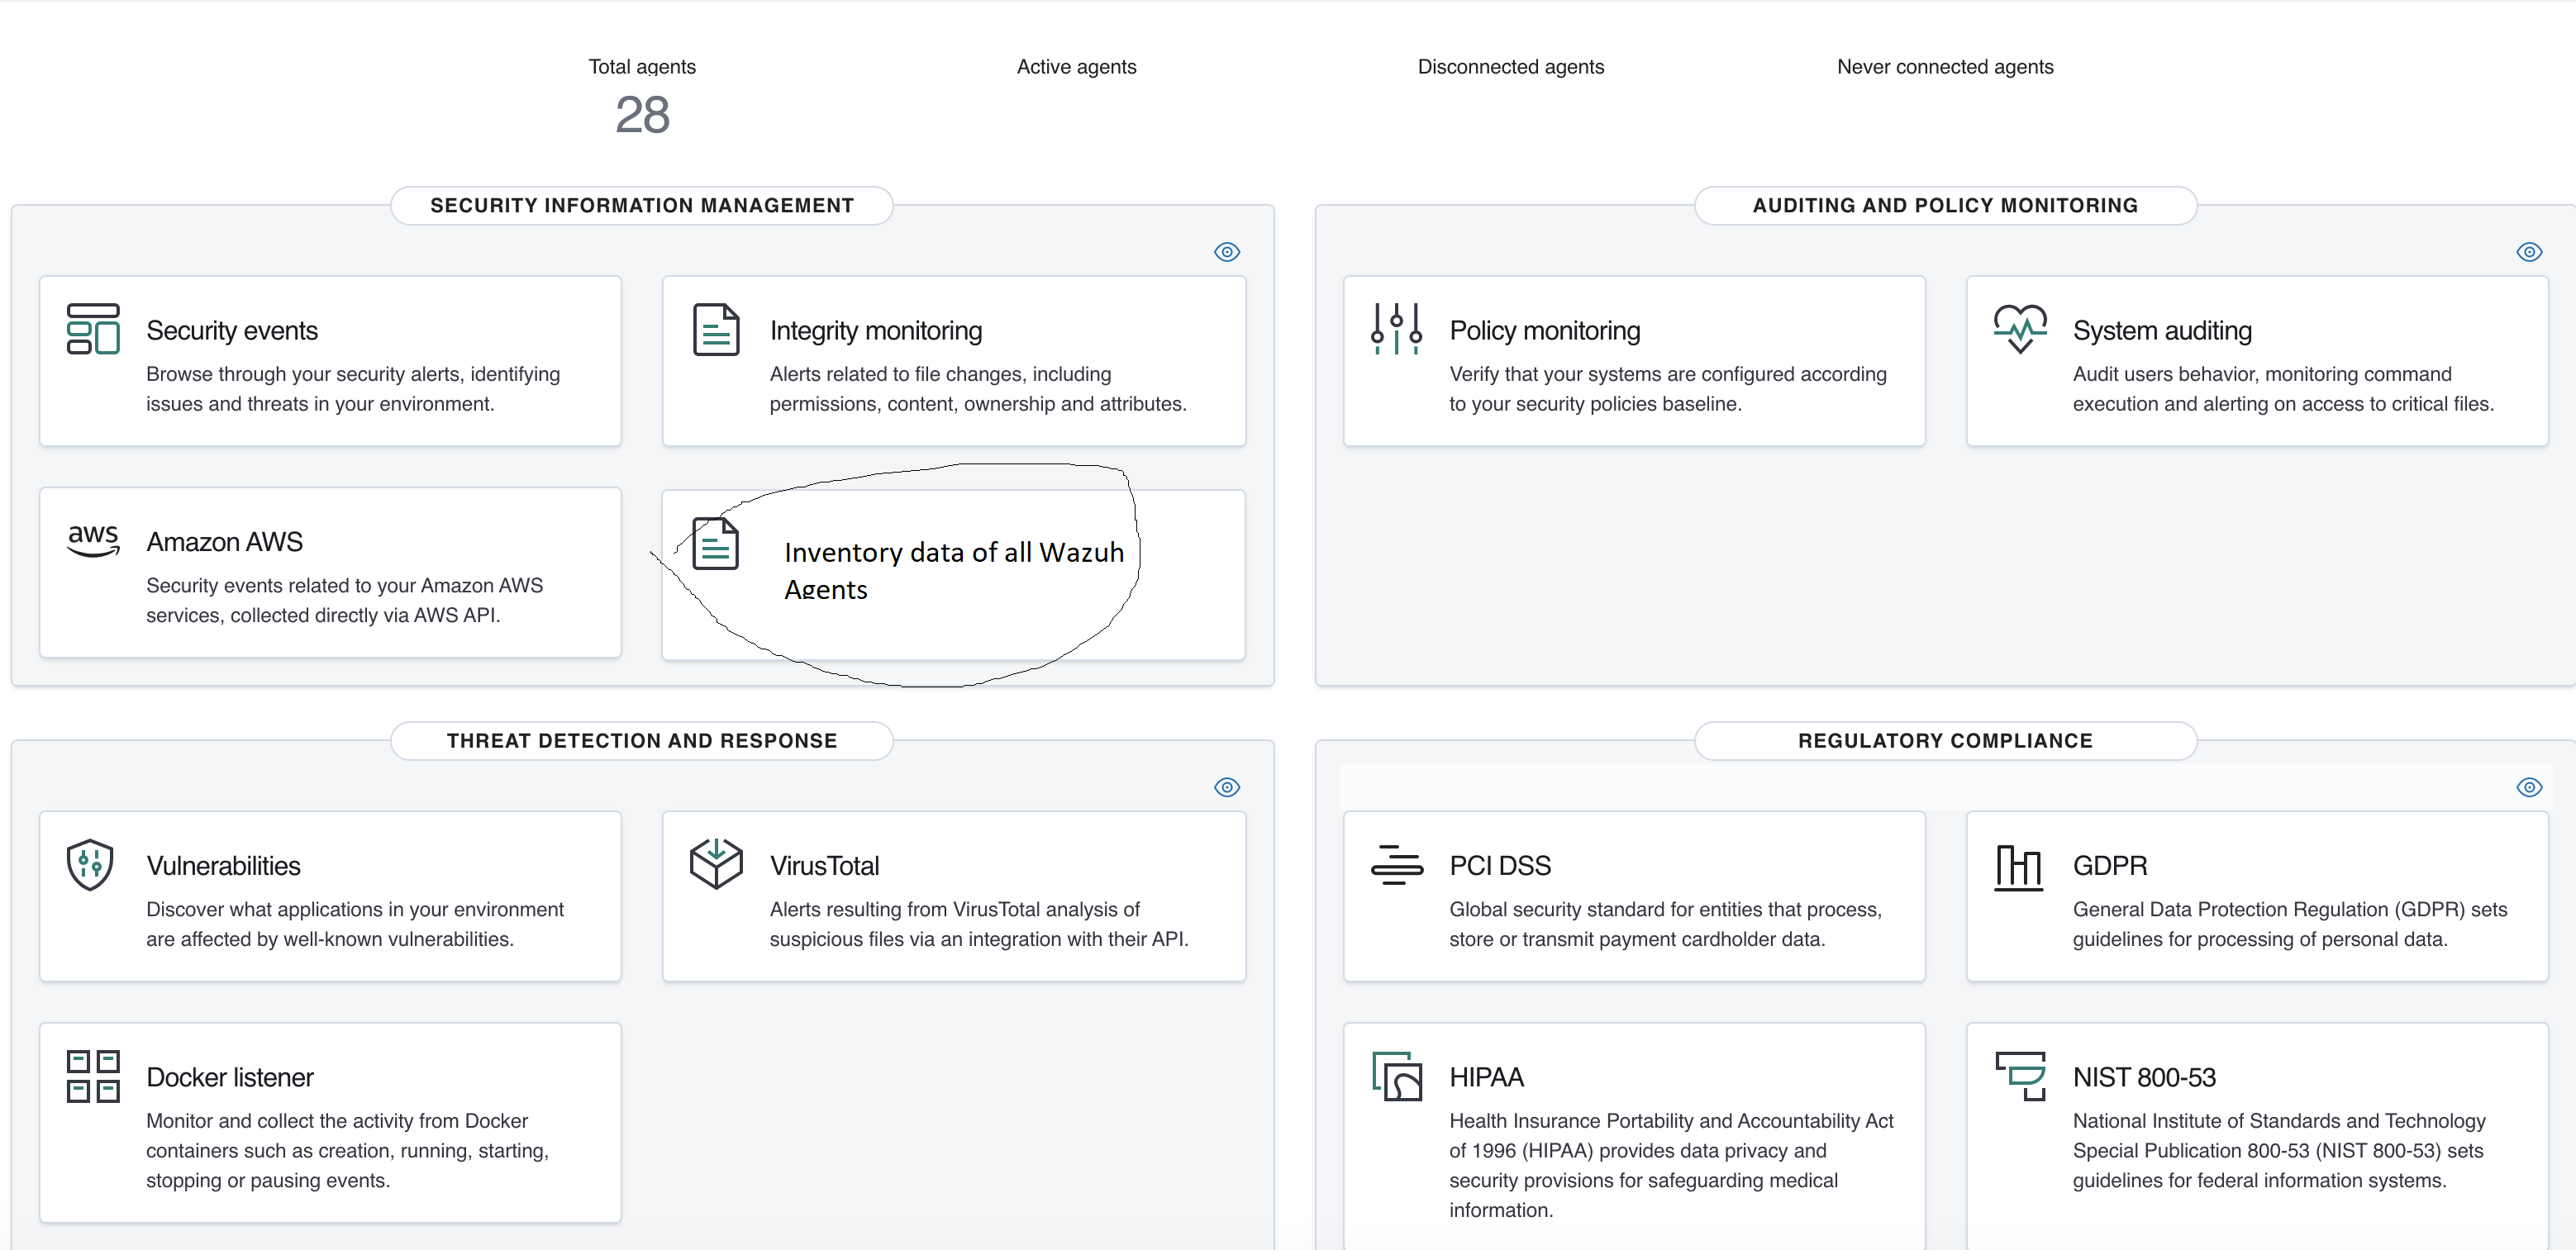 Total agents
Active agents
Disconnected agents
Never connected agents
28
SECURITY INFORMATION MANAGEMENT
Security events
Browse through your security alerts, identifying
issues and threats in your environment.
Integrity monitoring
Alerts related to file changes, including
permissions, content, ownership and attributes.
aws
Amazon AWS
Security events related to your Amazon AWS
services, collected directly via AWS API.
Inventory data of all Wazuh
Agents
AUDITING AND POLICY MONITORING
Policy monitoring
Verify that your systems are configured according
to your security policies baseline.
System auditing
Audit users behavior, monitoring command
execution and alerting on access to critical files.
THREAT DETECTION AND RESPONSE
Vulnerabilities
Discover what applications in your environment
are affected by well-known vulnerabilities.
VirusTotal
Alerts resulting from VirusTotal analysis of
suspicious files via an integration with their API.
Docker listener
Monitor and collect the activity from Docker
containers such as creation, running, starting,
stopping or pausing events.
REGULATORY COMPLIANCE
PCI DSS
Global security standard for entities that process,
store or transmit payment cardholder data.
GDPR
General Data Protection Regulation (GDPR) sets
guidelines for processing of personal data.
HIPAA
Health Insurance Portability and Accountability Act
of 1996 (HIPAA) provides data privacy and
security provisions for safeguarding medical
information.
NIST 800-53
National Institute of Standards and Technology
Special Publication 800-53 (NIST 800-53) sets
guidelines for federal information systems.